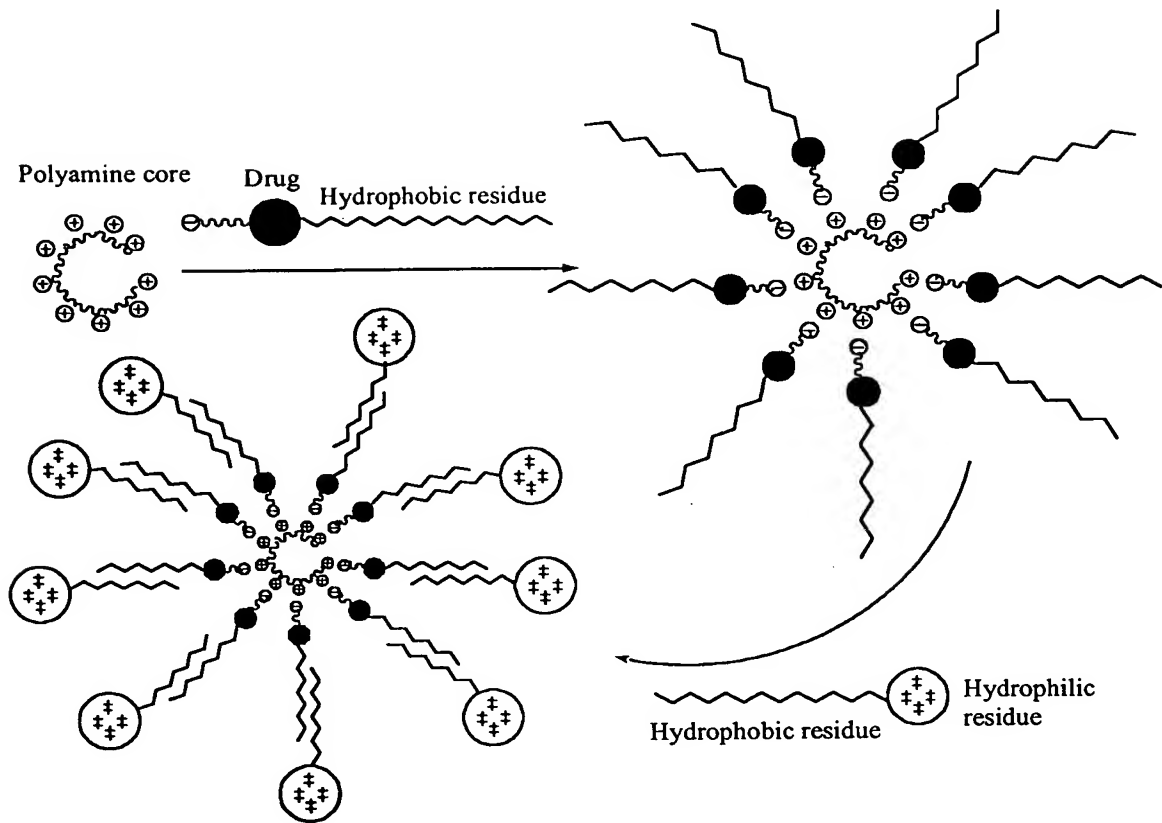 Polyamine core
Drug
Hydrophobic residue
Hydrophobic residue
Hydrophilic
residue